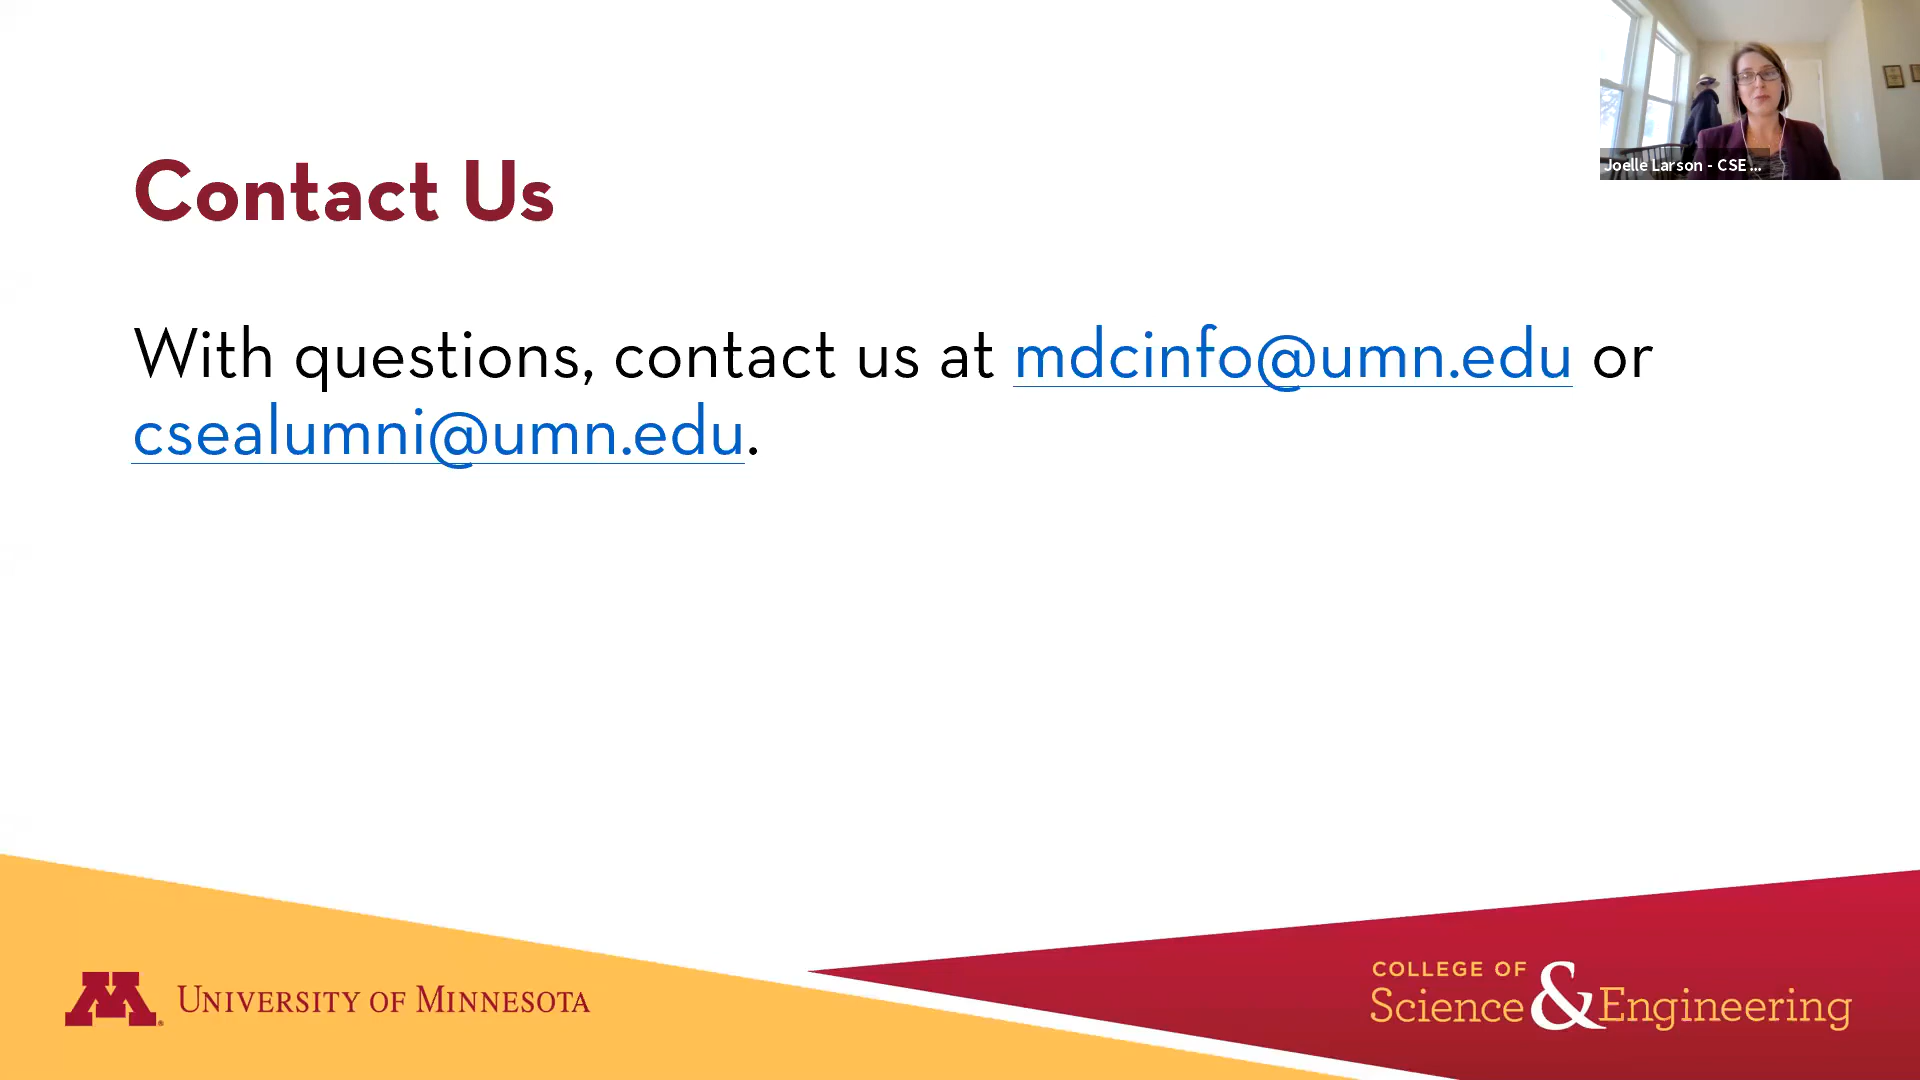 Joelle Larson - CSE ...
Contact Us
With questions, contact us at mdcinfo@umn.edu or
csealumni@umn.edu.
M
UNIVERSITY OF MINNESOTA
COLLEGE OF
Science & Engineering